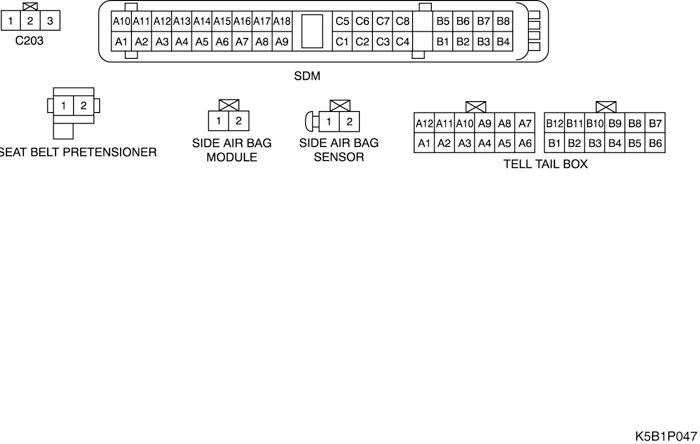 A10 A11 A12 A13 A14 A15 A16 A17 A18 C5 C6 C7 C8 B5 B6 B7 B8
1 2 3
A1 A2 A3 A4 A5 A6 A7 A8 A9 C1 C2 C3 C4 B1 B2 B3 B4
C203
SDM
1 2
SEAT BELT PRETENSIONER
1 2
SIDE AIR BAG
MODULE
1 2
SIDE AIR BAG
SENSOR
A12 A11 A10 A9 A8 A7 B12 B11 B10 B9 B8 B7
A1 A2 A3 A4 A5 A6 B1 B2 B3 B4 B5 B6
TELL TAIL BOX
K5B1P047